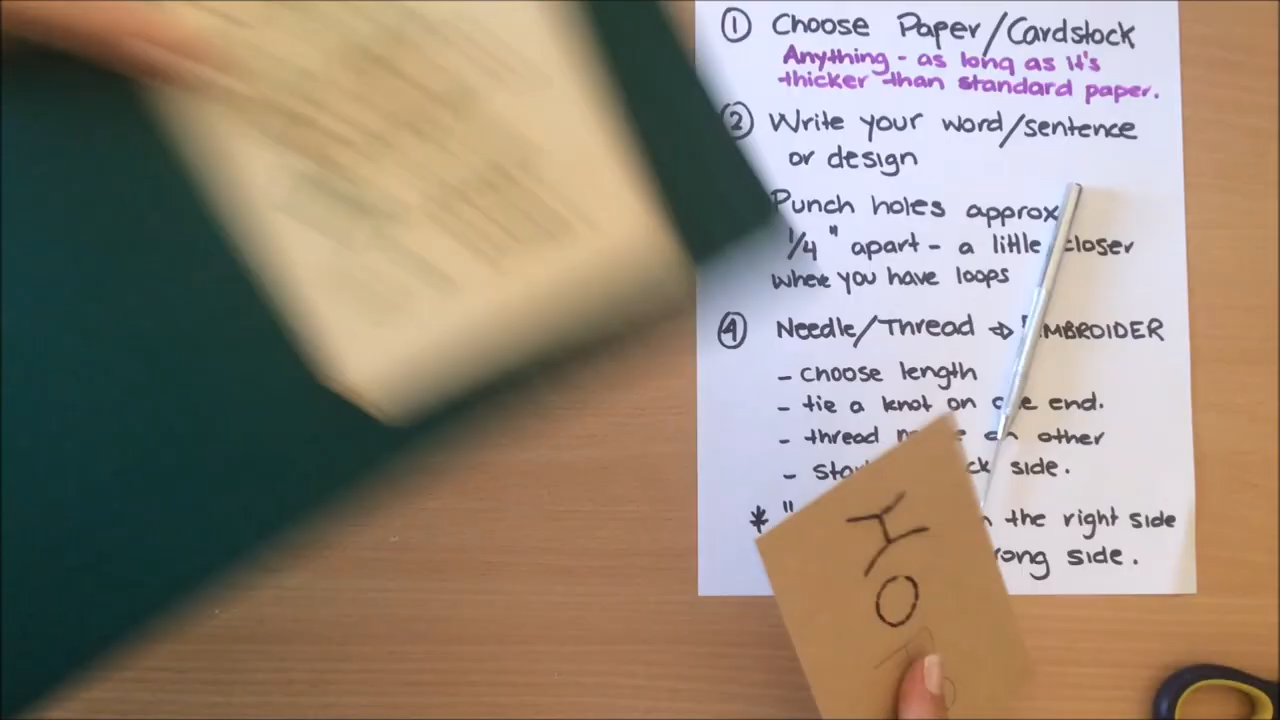 ① Choose Paper/Cardstock
Anything - as long as it's
thicker than standard paper.
② Write your word/sentence
or design
Punch holes approx
1/4" apart - a little closer
where you have loops
④ Needle/Thread ⇒ EMBROIDER
- choose length
- tie a knot on one end.
- thread on other
- side.
* " the right side
side.
HO